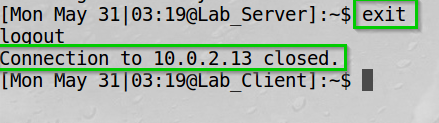 [Mon May 31|03:19@Lab_Server]:~$ exit
logout
Connection to 10.0.2.13 closed.
[Mon May 31|03:19@Lab_Client]:~$